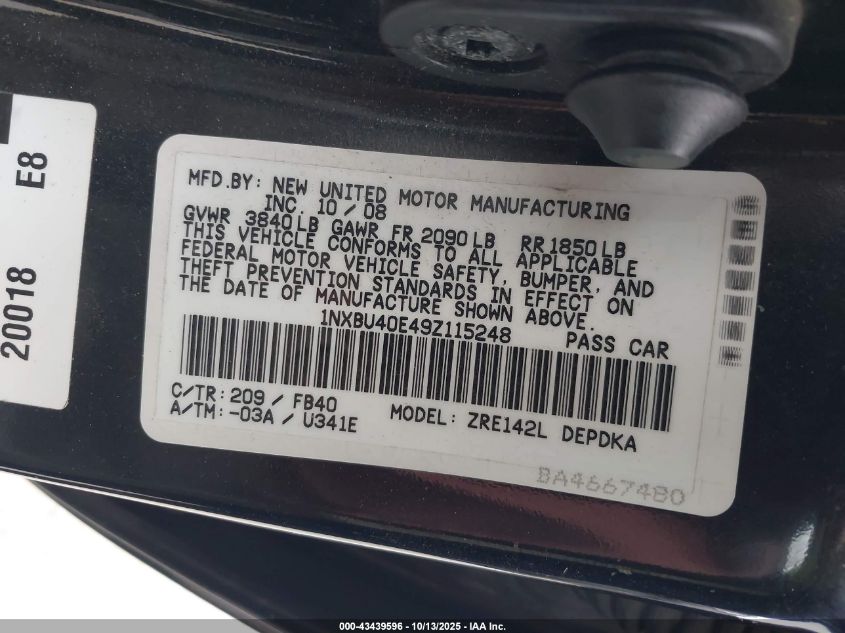 E8
20018
MFD.BY: NEW UNITED MOTOR MANUFACTURING
INC. 10/08
GVWR 3840LB GAWR FR 2090LB RR1850LB
THIS VEHICLE CONFORMS TO ALL APPLICABLE
FEDERAL MOTOR VEHICLE SAFETY, BUMPER, AND
THEFT PREVENTION STANDARDS IN EFFECT ON
THE DATE OF MANUFACTURE SHOWN ABOVE.
1NXBU40E49Z115248 PASS CAR
C/TR: 209 / FB40
A/TM: -03A / U341E
MODEL: ZRE142L DEPDKA
BA4667480
000-43439596 - 10/13/2025 - IAA Inc.